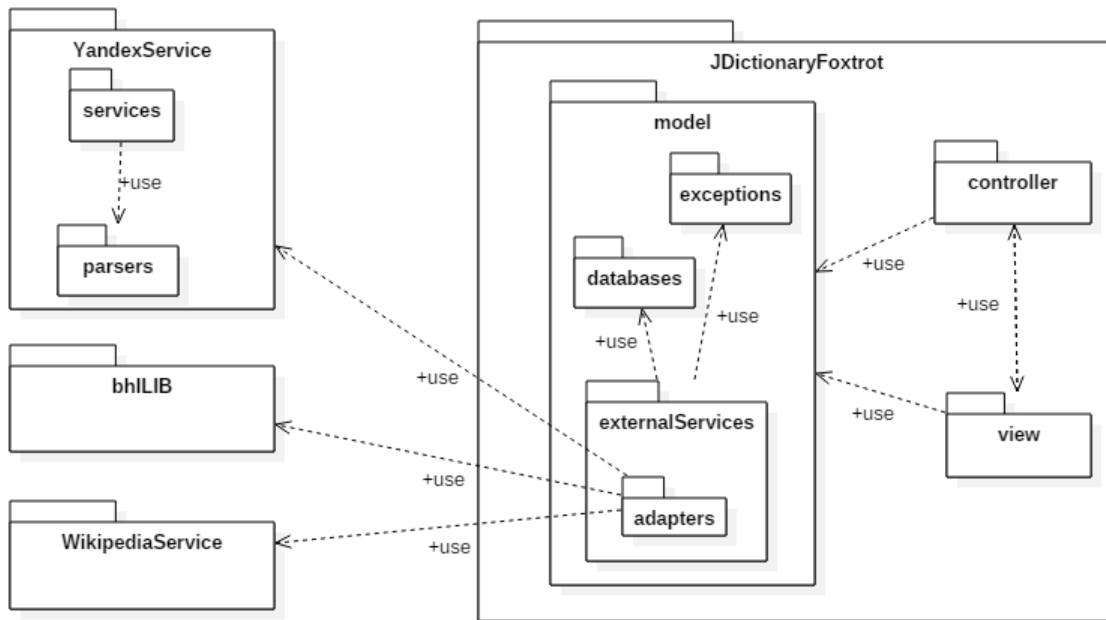 YandexService
services
+use
parsers
bhlLIB
WikipediaService
JDictionaryFoxtrot
model
exceptions
databases
+use
+use
externalServices
adapters
+use
+use
+use
controller
+use
+use
+use
view